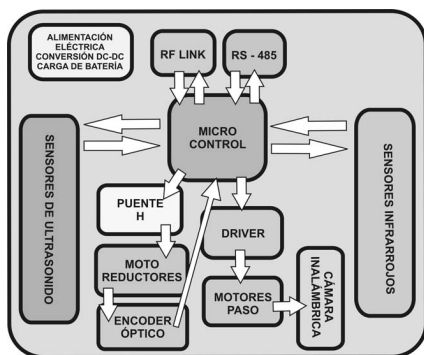 ALIMENTACIÓN
ELÉCTRICA
CONVERSIÓN DC-DC
CARGA DE BATERÍA
RF LINK
RS - 485
MICRO
CONTROL
SENSORES DE ULTRASONIDO
SENSORES INFRARROJOS
PUENTE
H
DRIVER
MOTO
REDUCTORES
MOTORES
PASO
CÁMARA
INALÁMBRICA
ENCODER
ÓPTICO